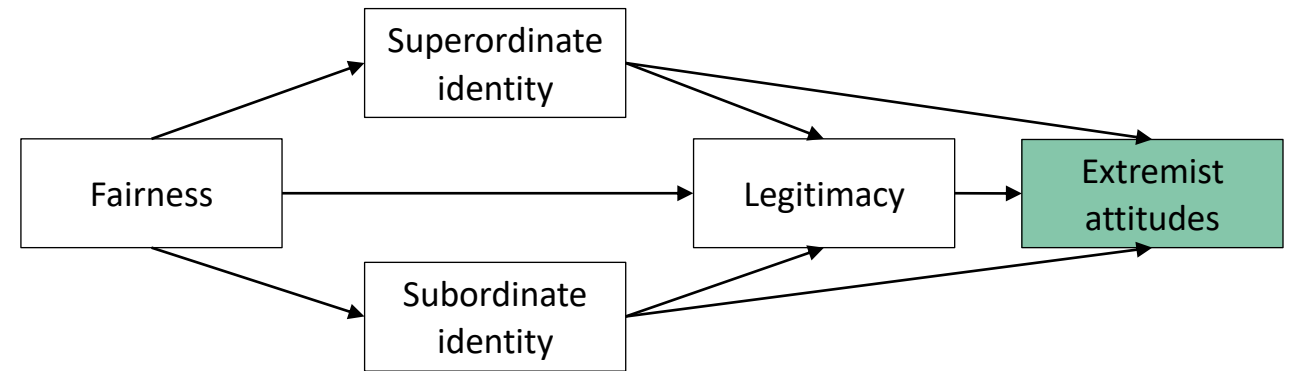 Superordinate
identity
Fairness
Legitimacy
Extremist
attitudes
Subordinate
identity